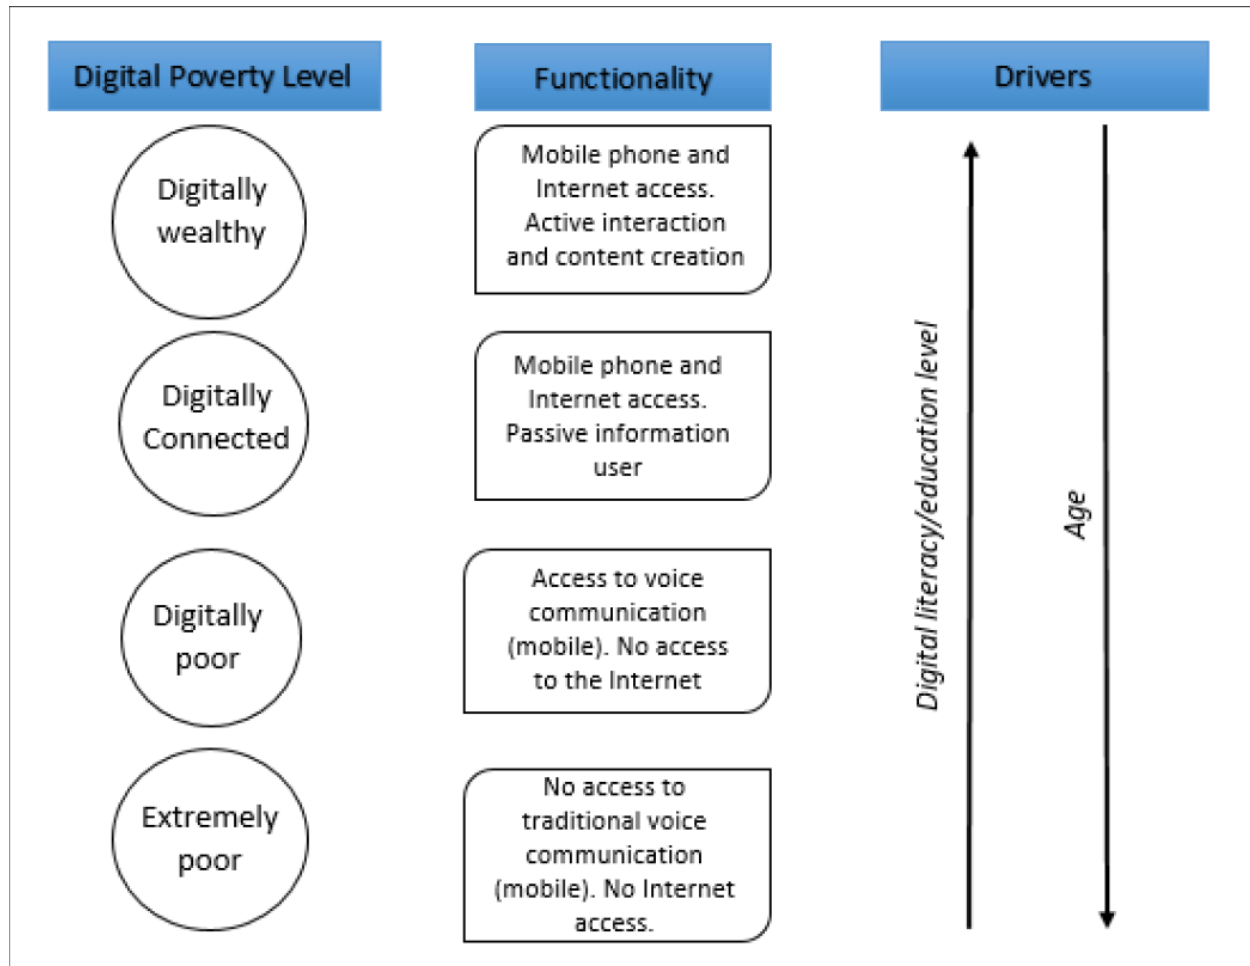 Digital Poverty Level
Functionality
Drivers
Digitally
wealthy
Mobile phone and
Internet access.
Active interaction
and content creation
Digitally
Connected
Mobile phone and
Internet access.
Passive information
user
Digitally
poor
Access to voice
communication
(mobile). No access
to the Internet
Extremely
poor
No access to
traditional voice
communication
(mobile). No Internet
access.
Digital literacy/education level
Age